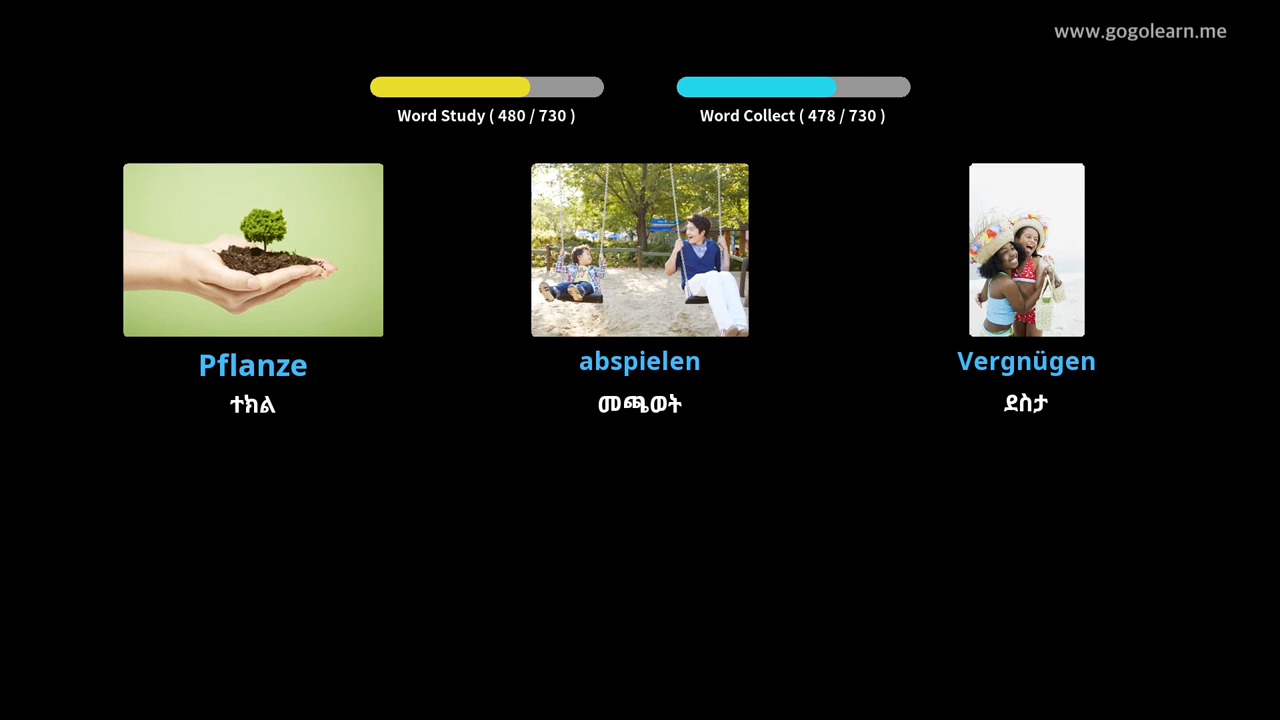 www.gogolearn.me
Word Study ( 480 / 730 )
Word Collect ( 478 / 730 )
Pflanze
abspielen
Vergnügen
ተክል
መጫወት
ደስታ